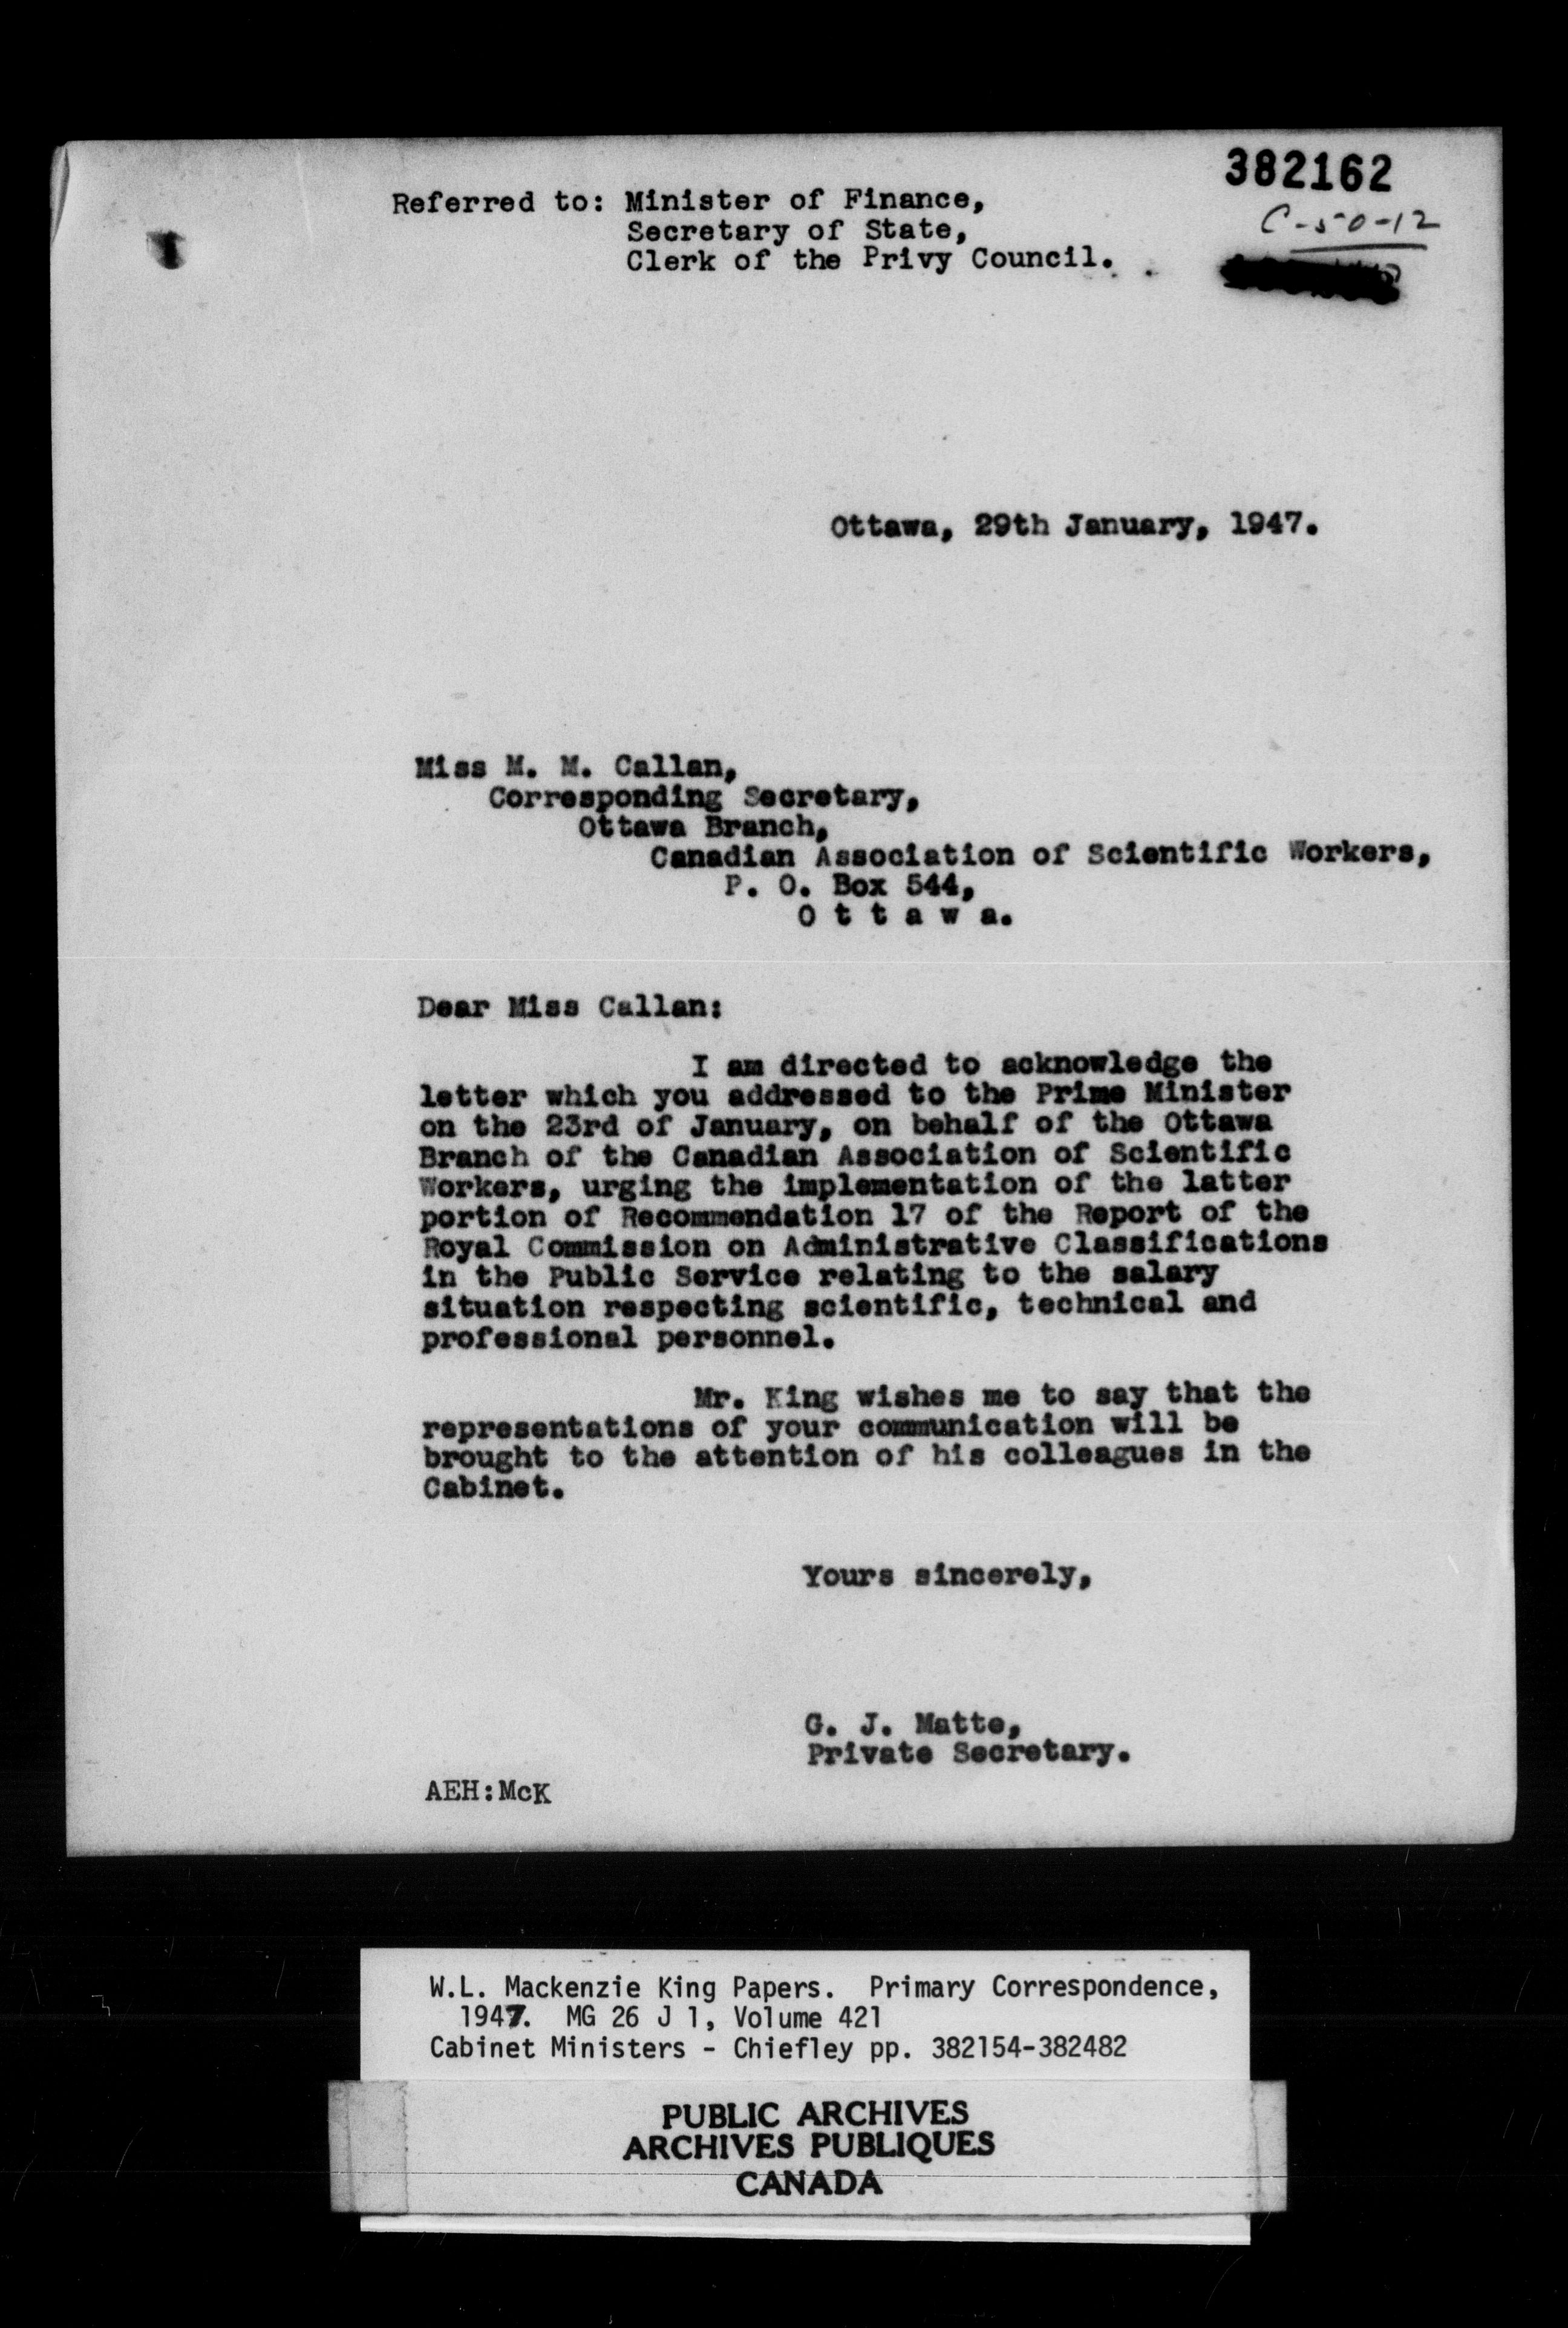 382162
C-50-12
Referred to: Minister of Finance,
Secretary of State,
Clerk of the Privy Council.
Ottawa, 29th January, 1947.
Miss M. M. Callan,
Corresponding Secretary,
Ottawa Branch,
Canadian Association of Scientific Workers,
P. O. Box 544,
O t t a w a.
Dear Miss Callan:
I am directed to acknowledge the
letter which you addressed to the Prime Minister
on the 23rd of January, on behalf of the Ottawa
Branch of the Canadian Association of Scientific
Workers, urging the implementation of the latter
portion of Recommendation 17 of the Report of the
Royal Commission on Administrative Classifications
in the Public Service relating to the salary
situation respecting scientific, technical and
professional personnel.
Mr. King wishes me to say that the
representations of your communication will be
brought to the attention of his colleagues in the
Cabinet.
Yours sincerely,
G. J. Matte,
Private Secretary.
AEH:McK
W.L. Mackenzie King Papers. Primary Correspondence,
1947. MG 26 J 1, Volume 421
Cabinet Ministers - Chiefley pp. 382154-382482
PUBLIC ARCHIVES
ARCHIVES PUBLIQUES
CANADA